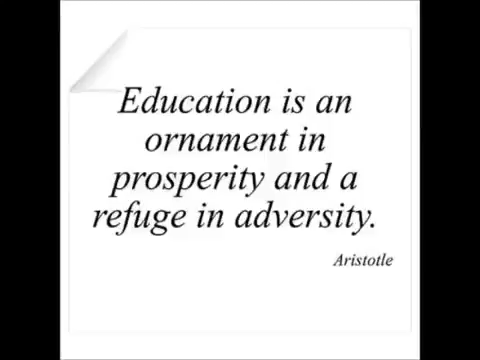 Education is an
ornament in
prosperity and a
refuge in adversity.
Aristotle